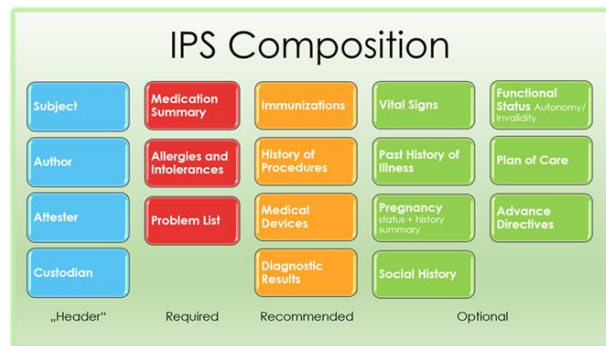 IPS Composition
Subject
Author
Attester
Custodian
„Header“
Medication
Summary
Allergies and
Intolerances
Problem List
Required
Immunizations
History of
Procedures
Medical
Devices
Diagnostic
Results
Recommended
Vital Signs
Past History of
Illness
Pregnancy
status + history
summary
Social History
Functional
Status Autonomy/
Invalidity
Plan of Care
Advance
Directives
Optional